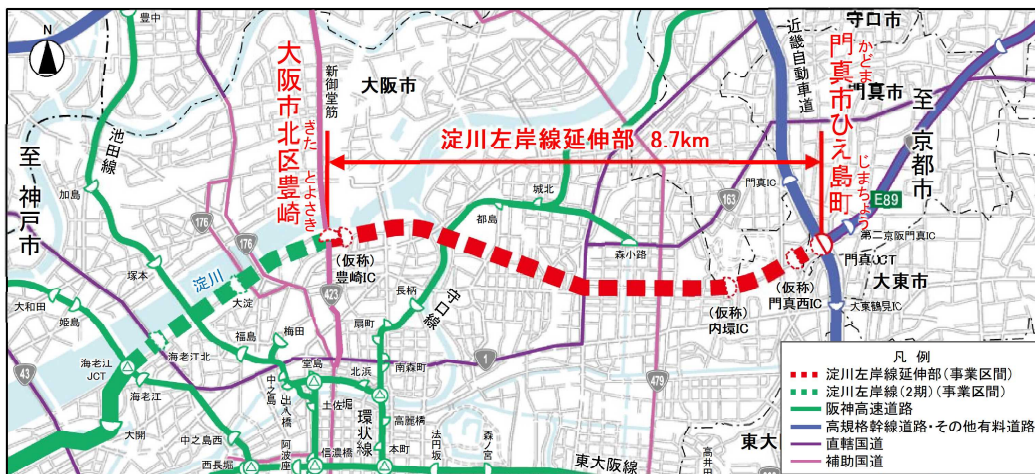 N
豊中
大阪市
新御堂筋
近畿自動車道
守口市
かどま
門真市
門真市ひえ島町
じまちょう
至 京都市
大阪市北区豊崎
きた とよさき
淀川左岸線延伸部 8.7km
池田線
至 神戸市
加島
176
176
塚本
淀川
大淀
423
(仮称)
豊崎IC
城北
都島
森小路
163
門真IC
E89
第二京阪門真IC
門真JCT
(仮称)
門真西IC
大東市
大東鶴見IC
(仮称)
内環IC
大和田
姫島
43
海老江
JCT
海老江北
海老江
大開
福島
梅田
堂島
中之島
出入橋
土佐堀
中之島西
西長堀
阿波座
信濃橋
長柄
守口線
扇町
南森町
北浜
環状線
高麗橋
本町
法円坂
森ノ宮
東大阪線
1
479
高井田
東大
凡 例
淀川左岸線延伸部(事業区間)
淀川左岸線(2期)(事業区間)
阪神高速道路
高規格幹線道路・その他有料道路
直轄国道
補助国道